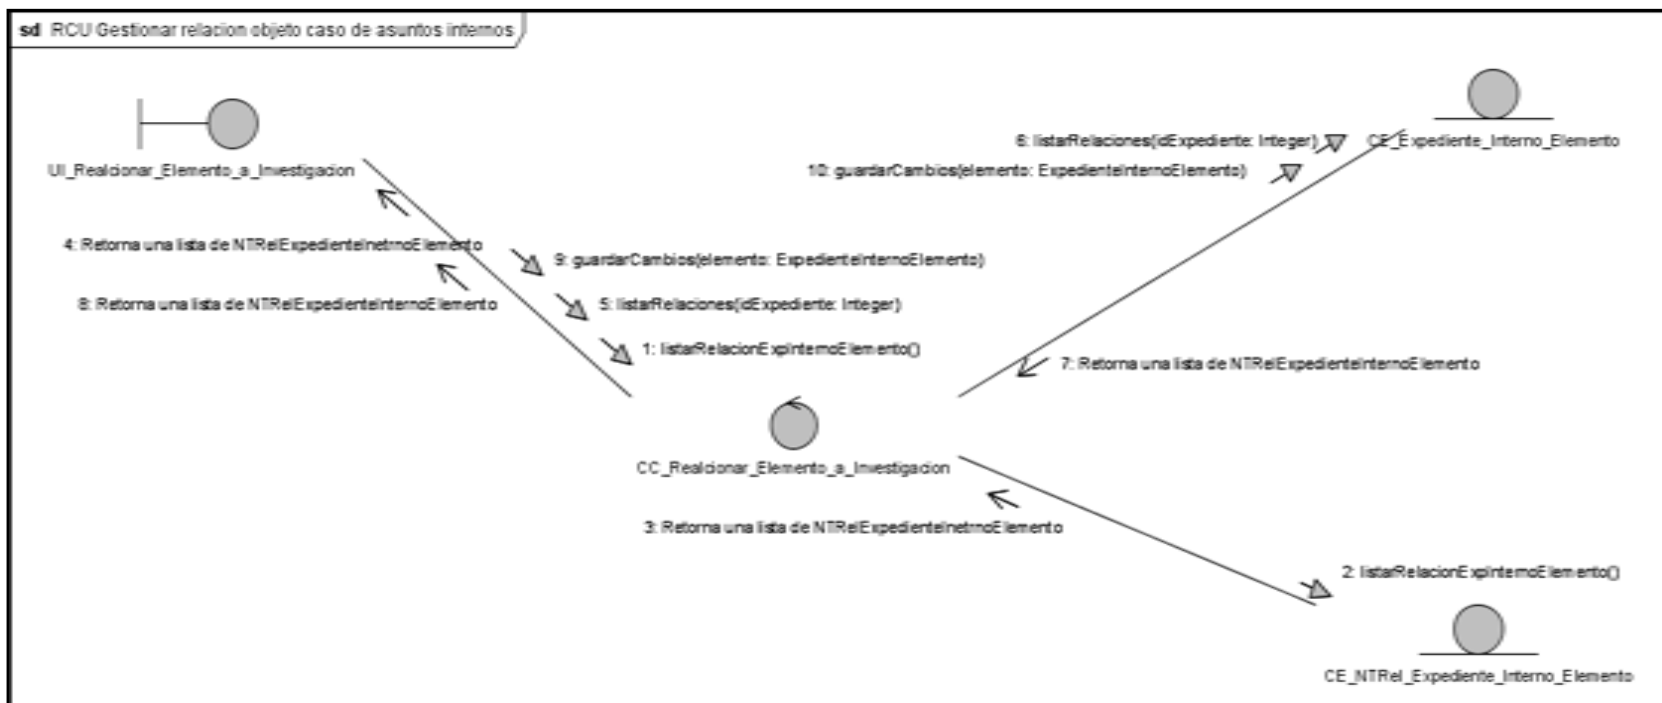 sd RCU Gestionar relacion objeto caso de asuntos internos
6: listarRelaciones(idExpediente: Integer)
CE_Expediente_Interno_Elemento
UI_Realcionar_Elemento_a_Investigacion
10: guardarCambios(elemento: ExpedienteInternoElemento)
4: Retorna una lista de NTRelExpedienteInetrnoElemento
9: guardarCambios(elemento: ExpedienteInternoElemento)
8: Retorna una lista de NTRelExpedienteInternoElemento
5: listarRelaciones(idExpediente: Integer)
1: listarRelacionExpInternoElemento()
7: Retorna una lista de NTRelExpedienteInternoElemento
CC_Realcionar_Elemento_a_Investigacion
3: Retorna una lista de NTRelExpedienteInetrnoElemento
2: listarRelacionExpInternoElemento()
CE_NTRel_Expediente_Interno_Elemento